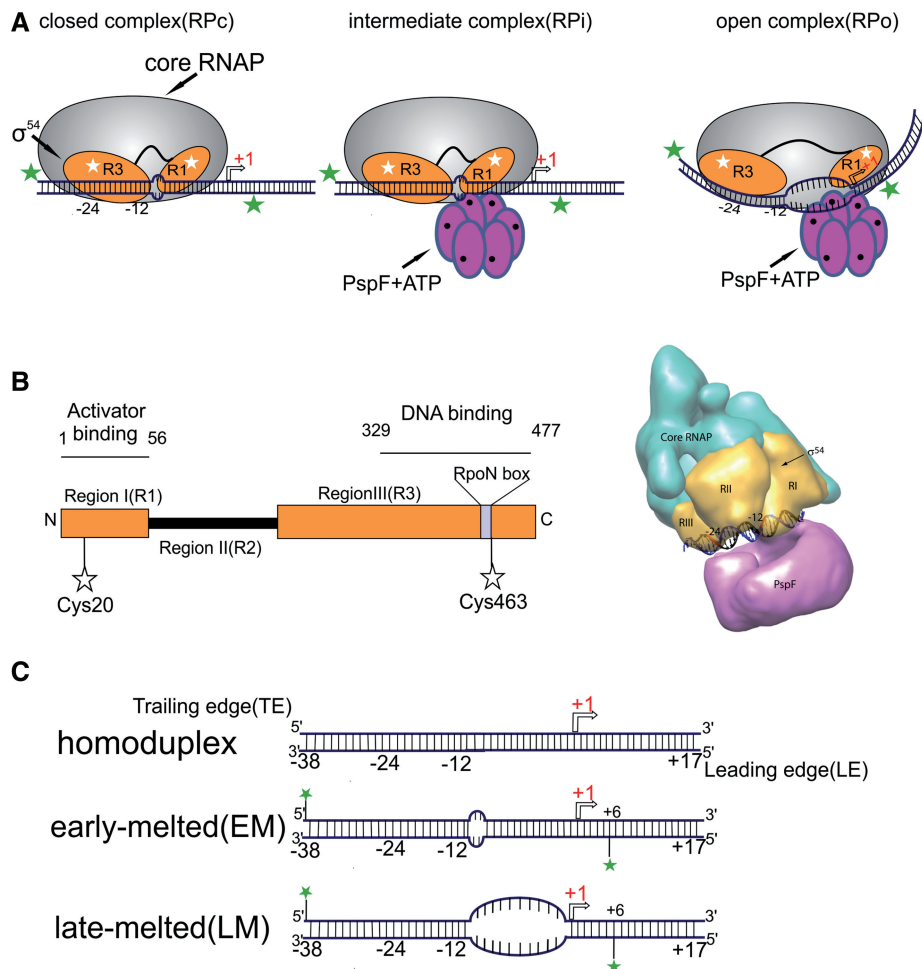 A
closed complex(RPc)
intermediate complex(RPi)
open complex(RPo)
core RNAP
σ54
R3
R1
+1
-24
-12
R3
R1
+1
-24
-12
PspF+ATP
R3
R1
+1
-24
-12
PspF+ATP
B
Activator
binding
1
56
DNA binding
329
477
RpoN box
Region I(R1)
RegionIII(R3)
N
C
Region II(R2)
Cys20
Cys463
Core RNAP
σ54
RII
RI
RIII
-24
-12
PspF
C
Trailing edge(TE)
+1
5'
3'
homoduplex
3'
5'
-38
-24
-12
+17
Leading edge(LE)
+1
+6
5'
3'
early-melted(EM)
3'
5'
-38
-24
-12
+17
+1
+6
5'
3'
late-melted(LM)
3'
5'
-38
-24
-12
+17